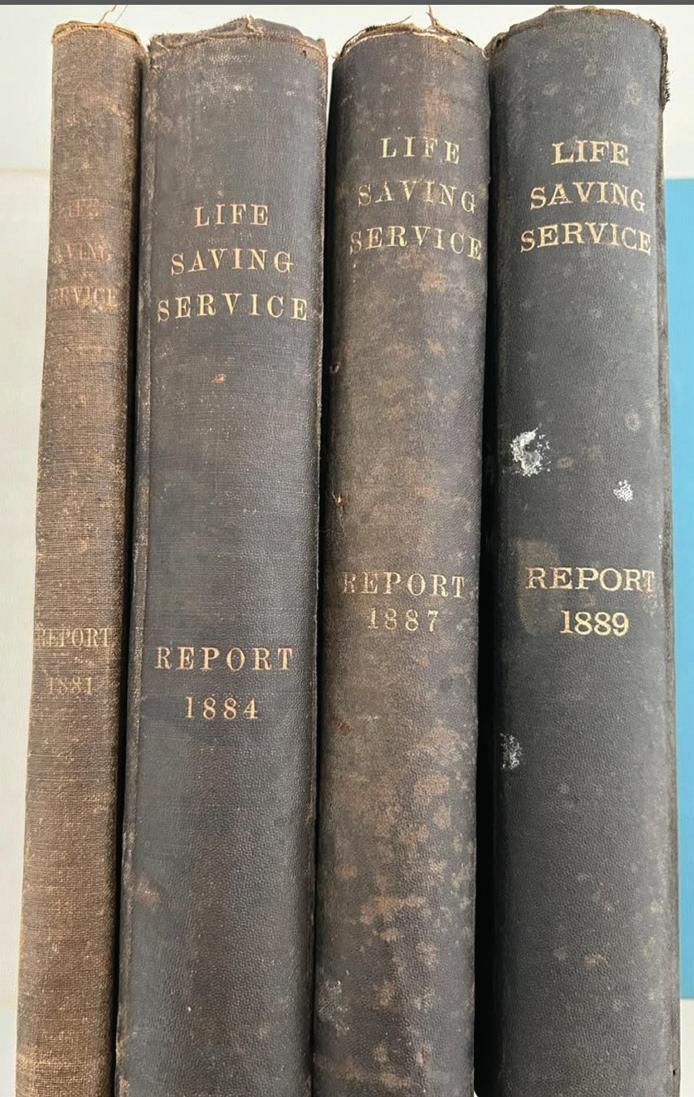 LIFE
SAVING
SERVICE
REPORT
1881
LIFE
SAVING
SERVICE
REPORT
1884
LIFE
SAVING
SERVICE
REPORT
1887
LIFE
SAVING
SERVICE
REPORT
1889